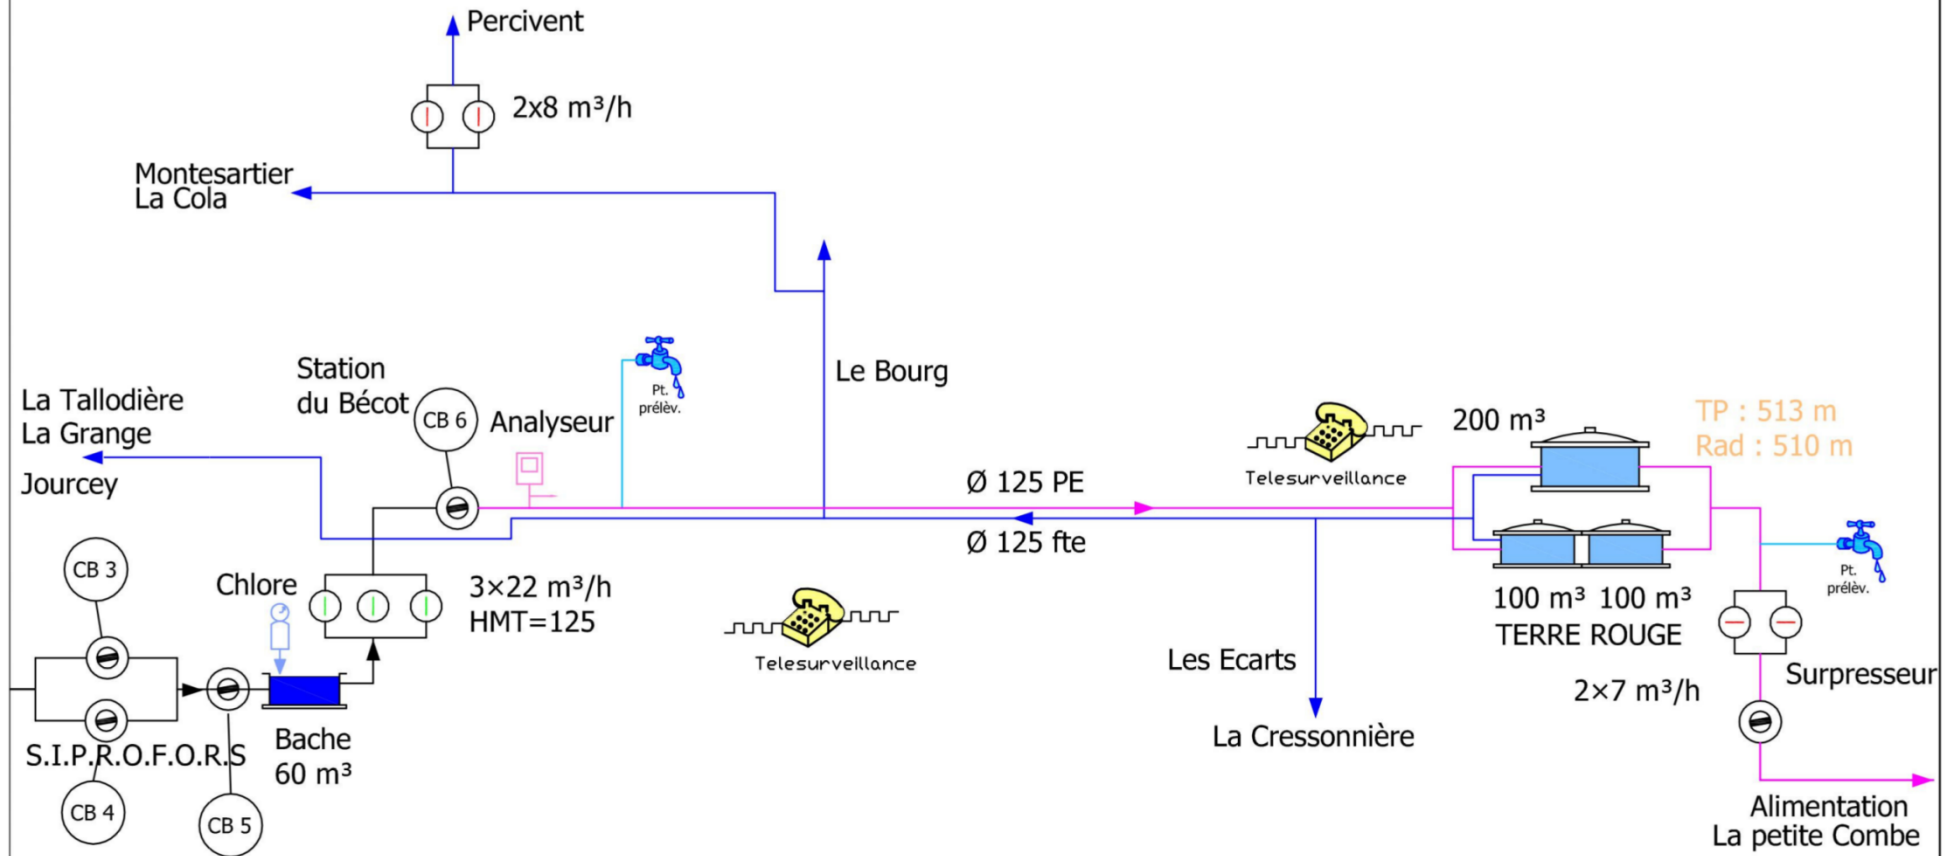 Percivent
2x8 m³/h
Montesartier
La Cola
Station
du Bécot
CB 6
Analyseur
Pt.
prélèv.
Le Bourg
La Tallodière
La Grange
Jourcey
Ø 125 PE
Ø 125 fte
Telesurveillance
200 m³
TP : 513 m
Rad : 510 m
CB 3
Chlore
3×22 m³/h
HMT=125
Telesurveillance
100 m³ 100 m³
TERRE ROUGE
Pt.
prélèv.
Les Ecarts
La Cressonnière
2×7 m³/h
Surpresseur
S.I.P.R.O.F.O.R.S
Bache
60 m³
CB 4
CB 5
Alimentation
La petite Combe